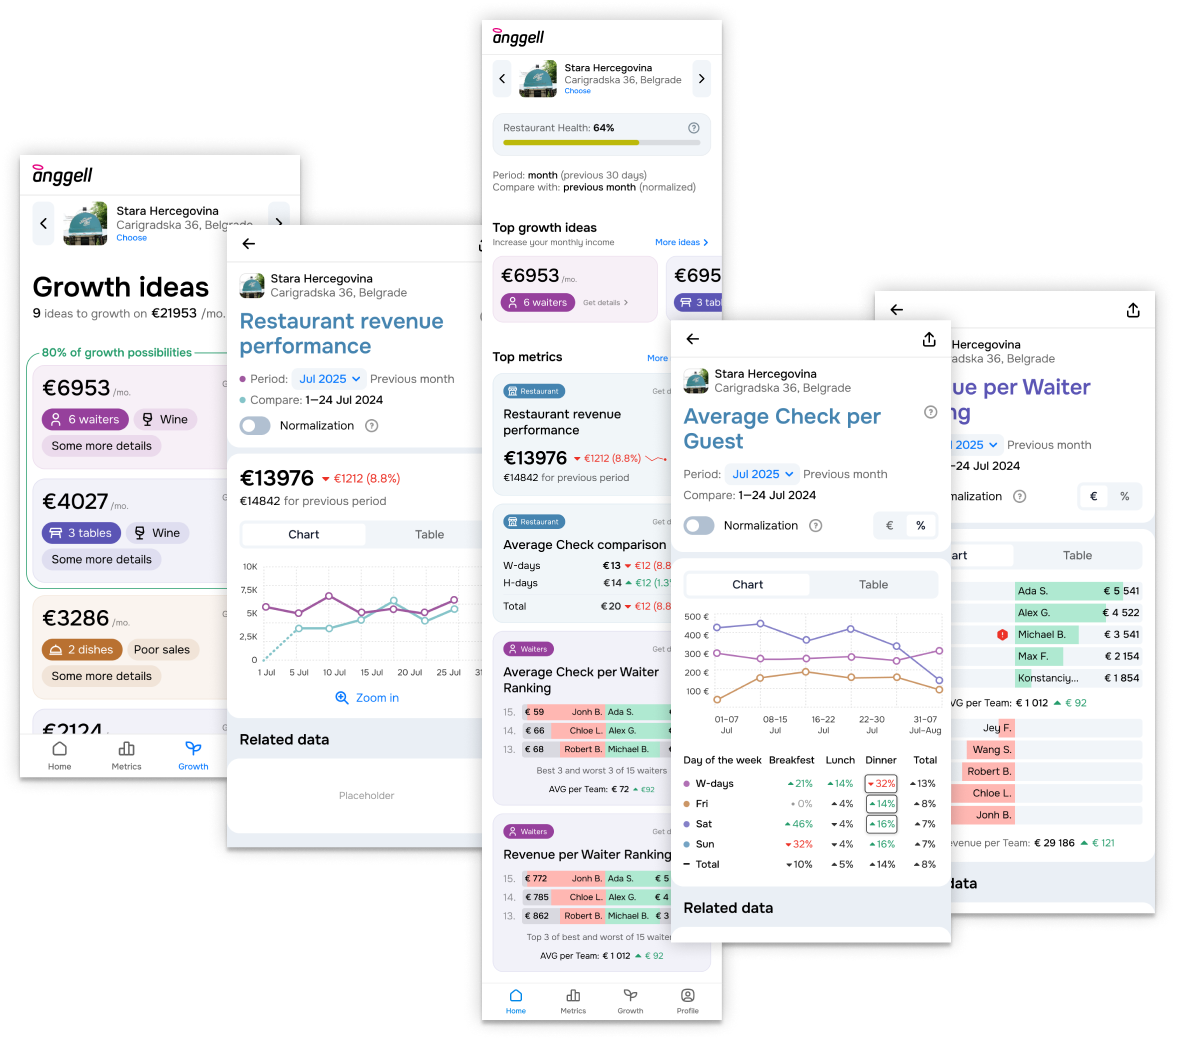 anggell
Stara Hercegovina
Carigradska 36, Belgrade
Choose
Growth ideas
9 ideas to growth on €21953 /mo.
80% of growth possibilities
€6953 /mo.
6 waiters
Wine
Some more details
€4027 /mo.
3 tables
Wine
Some more details
€3286 /mo.
2 dishes
Poor sales
Some more details
€2124
Home
Metrics
Growth
Stara Hercegovina
Carigradska 36, Belgrade
Restaurant revenue
performance
Period: Jul 2025 Previous month
Compare: 1—24 Jul 2024
Normalization ?
€13976 €1212 (8.8%)
€14842 for previous period
Chart Table
10K
7,5K
5K
2,5K
0
1 Jul 5 Jul 10 Jul 15 Jul 20 Jul 25 Jul 31
Zoom in
Related data
Placeholder
anggell
Stara Hercegovina
Carigradska 36, Belgrade
Choose
Restaurant Health: 64% ?
Period: month (previous 30 days)
Compare with: previous month (normalized)
Top growth ideas
Increase your monthly income More ideas
€6953 /mo.
6 waiters Get details
€695
3 tabl
Top metrics
More
Restaurant Get d
Restaurant revenue
performance
€13976 €1212 (8.8%)
€14842 for previous period
Restaurant Get d
Average Check comparison
W-days €13 €12 (8.8
H-days €14 €12 (1.3%
Total €20 €12 (8.8
Waiters Get d
Average Check per Waiter
Ranking
15. € 59 Jonh B. Ada S.
14. € 66 Chloe L. Alex G.
13. € 68 Robert B. Michael B.
Best 3 and worst 3 of 15 waiters
AVG per Team: € 72 €92
Waiters Get d
Revenue per Waiter Ranking
15. € 772 Jonh B. Ada S. € 5
14. € 785 Chloe L. Alex G. € 4
13. € 862 Robert B. Michael B. € 3
Top 3 of best and worst of 15 waiter
AVG per Team: € 1 012 € 92
Home
Metrics
Growth
Profile
Stara Hercegovina
Carigradska 36, Belgrade
Average Check per
Guest
?
Period: Jul 2025 Previous month
Compare: 1—24 Jul 2024
Normalization ? € %
Chart Table
500 €
400 €
300 €
200 €
100 €
01–07 08–15 16–22 22–30 31–07
Jul Jul Jul Jul Jul–Aug
Day of the week Breakfest Lunch Dinner Total
W-days 21% 14% 32% 13%
Fri 0% 4% 14% 8%
Sat 46% 4% 16% 7%
Sun 32% 4% 16% 7%
Total 10% 5% 14% 8%
Related data
Hercegovina
adska 36, Belgrade
ue per Waiter
ng
2025 Previous month
–24 Jul 2024
malization ? € %
art Table
Ada S. € 5 541
Alex G. € 4 522
Michael B. € 3 541
Max F. € 2 154
Konstanciy... € 1 854
VG per Team: € 1 012 € 92
Jey F.
Wang S.
Robert B.
Chloe L.
Jonh B.
evenue per Team: € 29 186 € 121
data